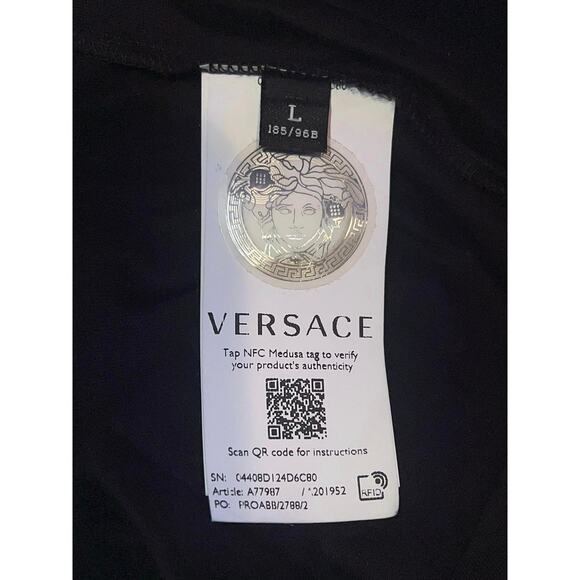 L
185/96B
VERSACE
Tap NFC Medusa tag to verify
your product's authenticity
Scan QR code for instructions
SN: 04408D124D6C80
Article: A77987 / *.201952
PO: PROABB/2788/2
RFID